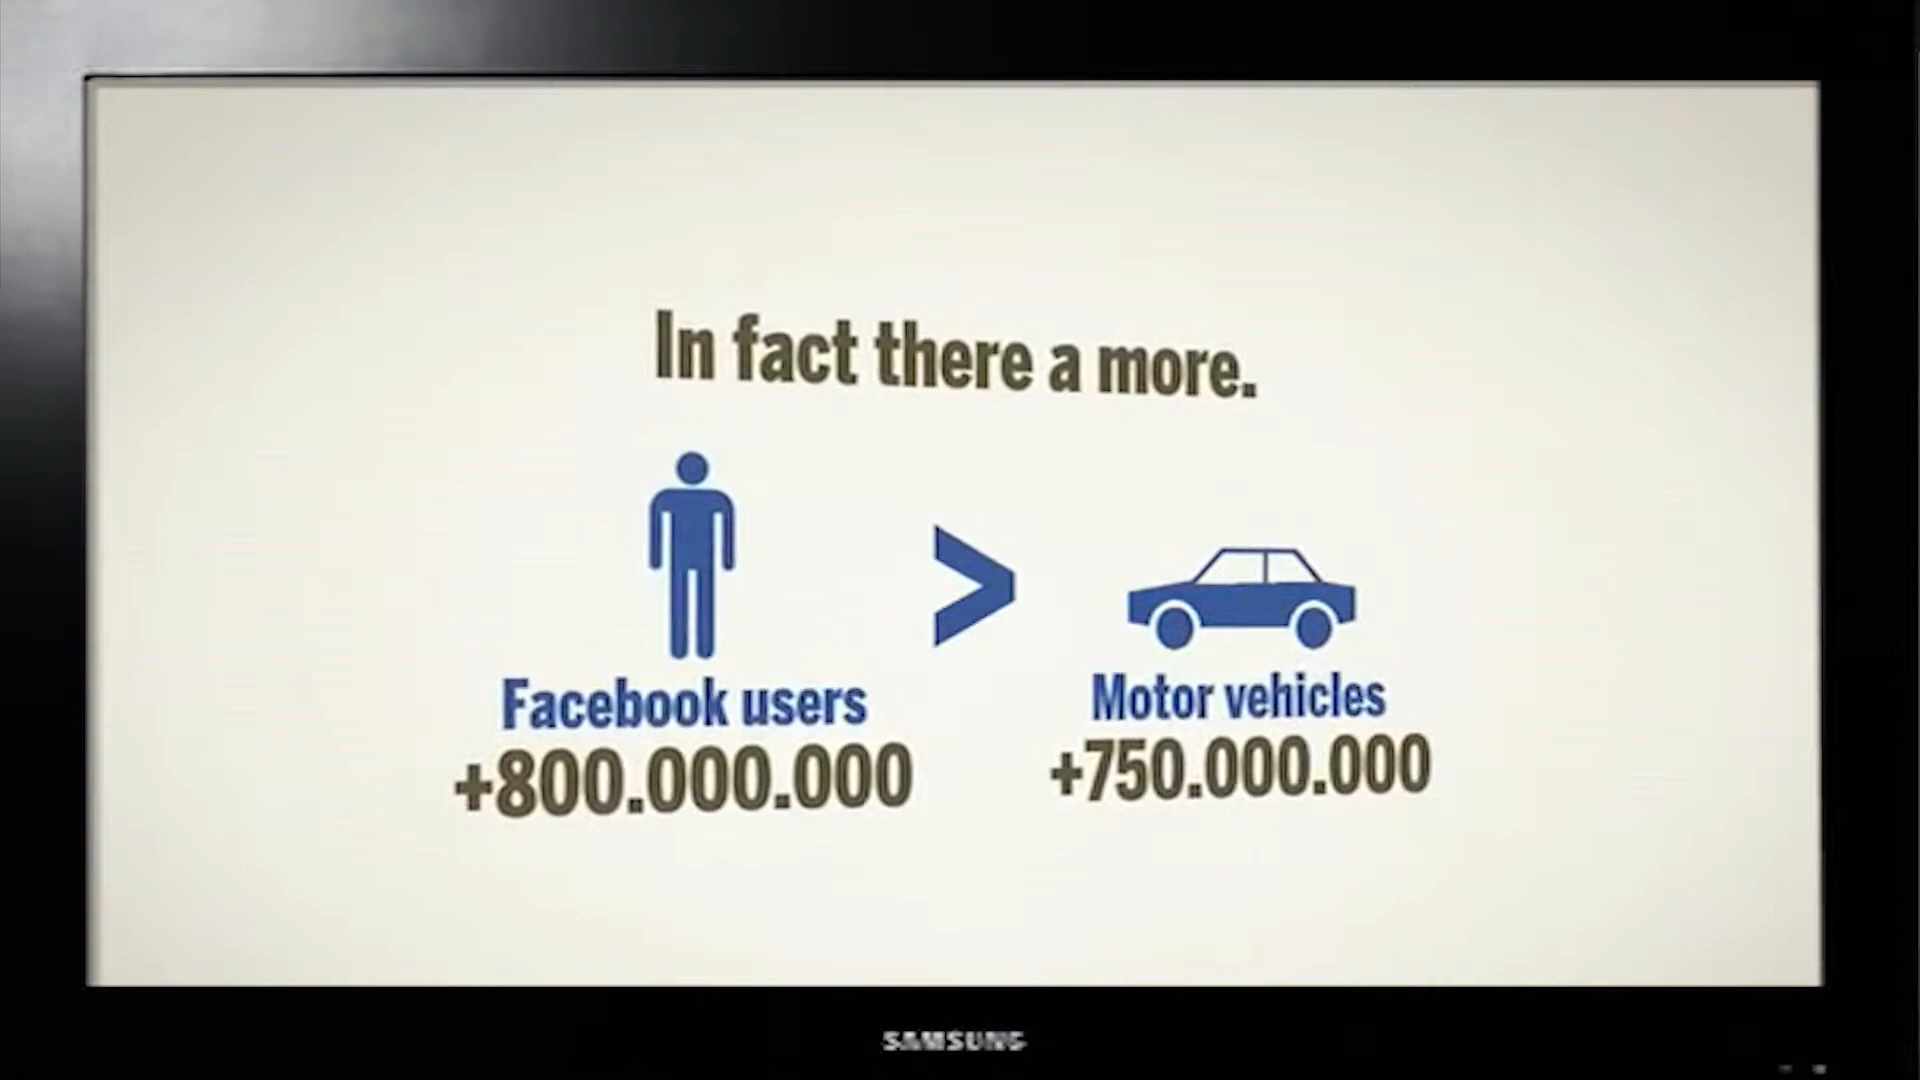 In fact there a more.
>
Facebook users
Motor vehicles
+800.000.000
+750.000.000
SAMSUNG